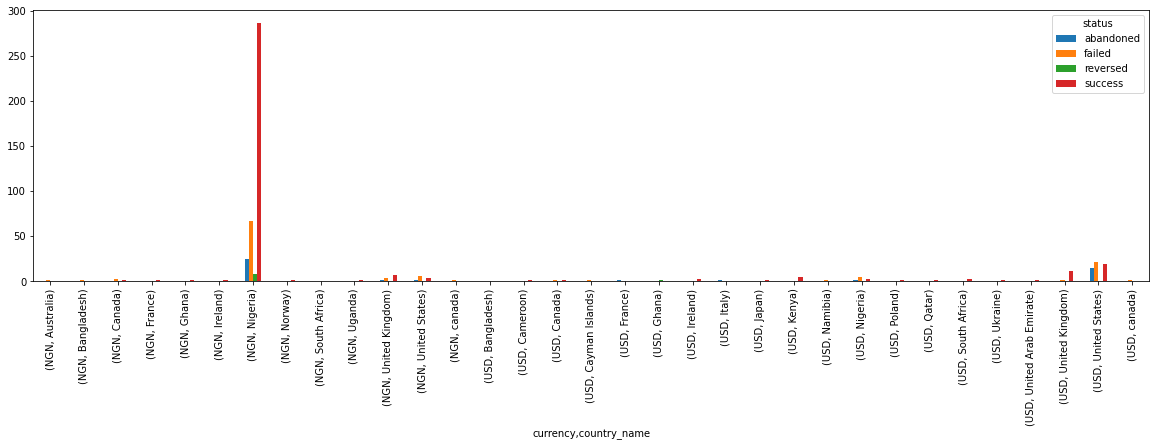 300
250
200
150
100
50
0
status
abandoned
failed
reversed
success
(NGN, Australia)
(NGN, Bangladesh)
(NGN, Canada)
(NGN, France)
(NGN, Ghana)
(NGN, Ireland)
(NGN, Nigeria)
(NGN, Norway)
(NGN, South Africa)
(NGN, Uganda)
(NGN, United Kingdom)
(NGN, United States)
(NGN, canada)
(USD, Bangladesh)
(USD, Cameroon)
(USD, Canada)
(USD, Cayman Islands)
(USD, France)
(USD, Ghana)
(USD, Ireland)
(USD, Italy)
(USD, Japan)
(USD, Kenya)
(USD, Namibia)
(USD, Nigeria)
(USD, Poland)
(USD, Qatar)
(USD, South Africa)
(USD, Ukraine)
(USD, United Arab Emirate)
(USD, United Kingdom)
(USD, United States)
(USD, canada)
currency,country_name